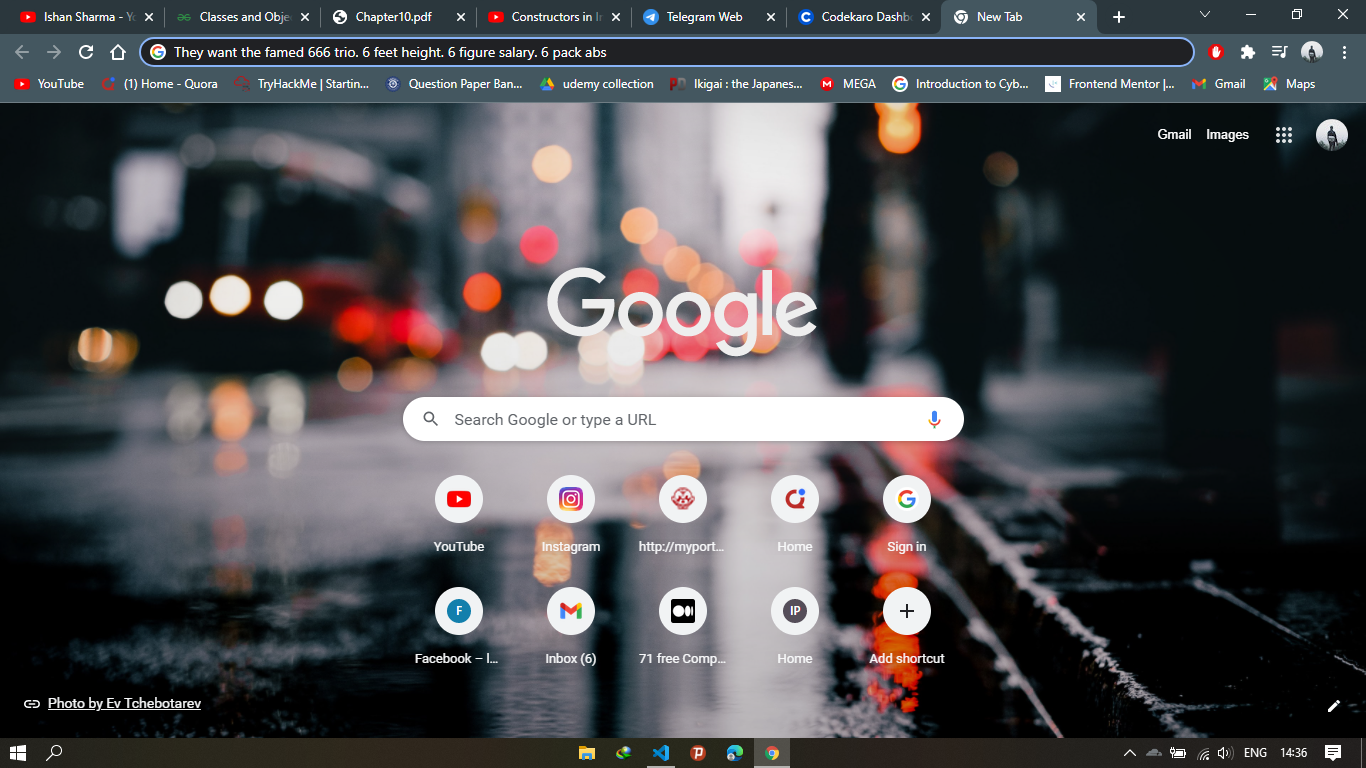 Ishan Sharma - Yo
Classes and Obje
Chapter10.pdf
Constructors in
Telegram Web
Codekaro Dashb
New Tab
They want the famed 666 trio. 6 feet height. 6 figure salary. 6 pack abs
YouTube
(1) Home - Quora
TryHackMe | Startin...
Question Paper Ban...
udemy collection
Ikigai : the Japanes...
MEGA
Introduction to Cyb...
Frontend Mentor |...
Gmail
Maps
Gmail
Images
Google
Search Google or type a URL
YouTube
Instagram
http://myport...
Home
Sign in
F
IP
Facebook – l...
Inbox (6)
71 free Comp...
Home
Add shortcut
Photo by Ev Tchebotarev
ENG
14:36